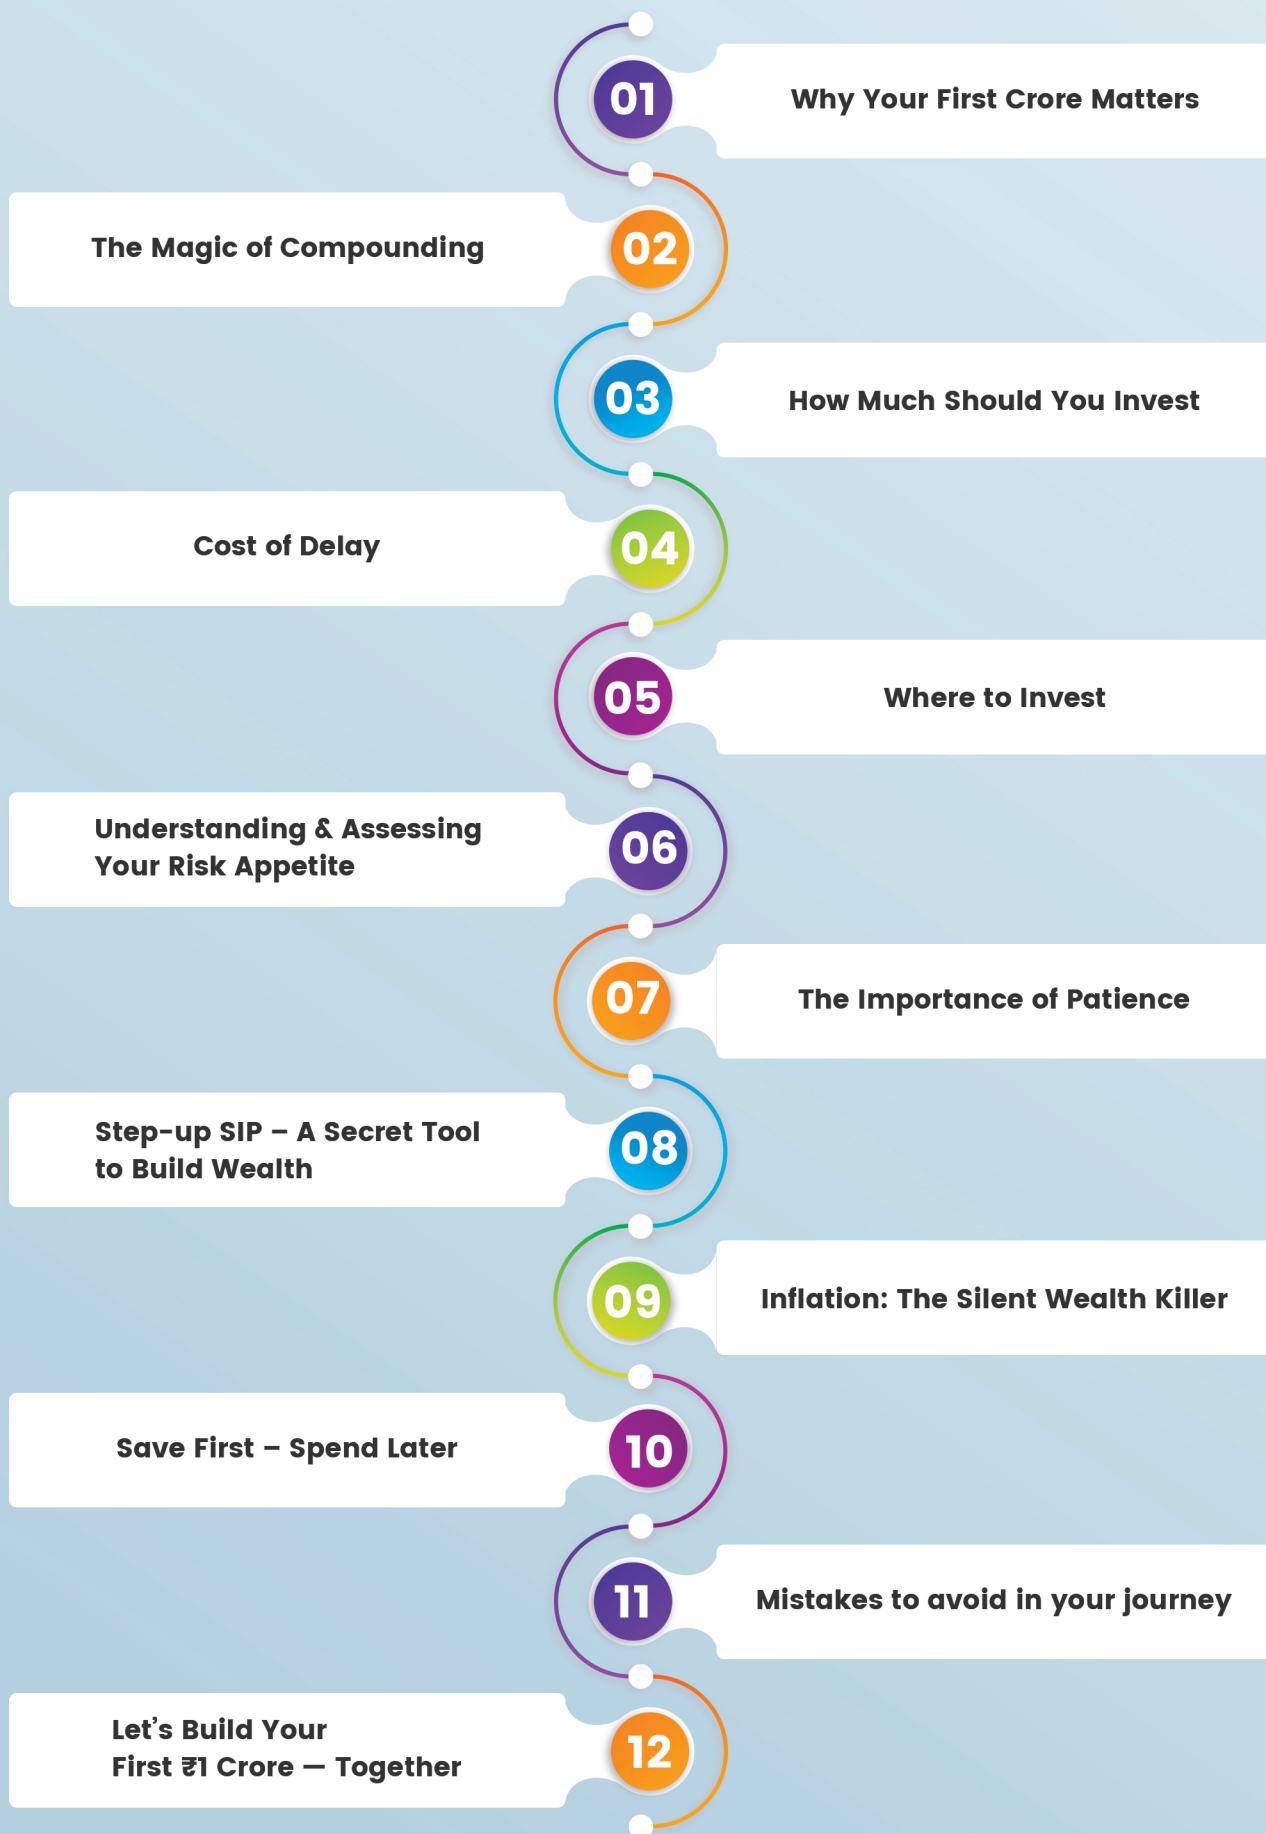 01
Why Your First Crore Matters
The Magic of Compounding
02
03
How Much Should You Invest
Cost of Delay
04
05
Where to Invest
Understanding & Assessing
Your Risk Appetite
06
07
The Importance of Patience
Step-up SIP – A Secret Tool
to Build Wealth
08
09
Inflation: The Silent Wealth Killer
Save First – Spend Later
10
11
Mistakes to avoid in your journey
Let’s Build Your
First ₹1 Crore — Together
12